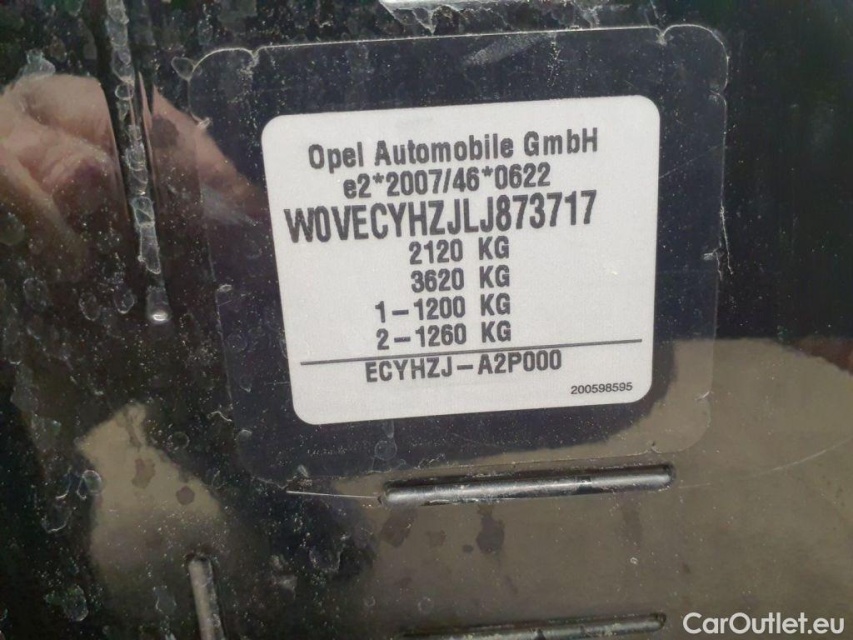 Opel Automobile GmbH
e2*2007/46*0622
W0VECYHZJLJ873717
2120 KG
3620 KG
1-1200 KG
2-1260 KG
ECYHZJ-A2P000
200598595
CarOutlet.eu